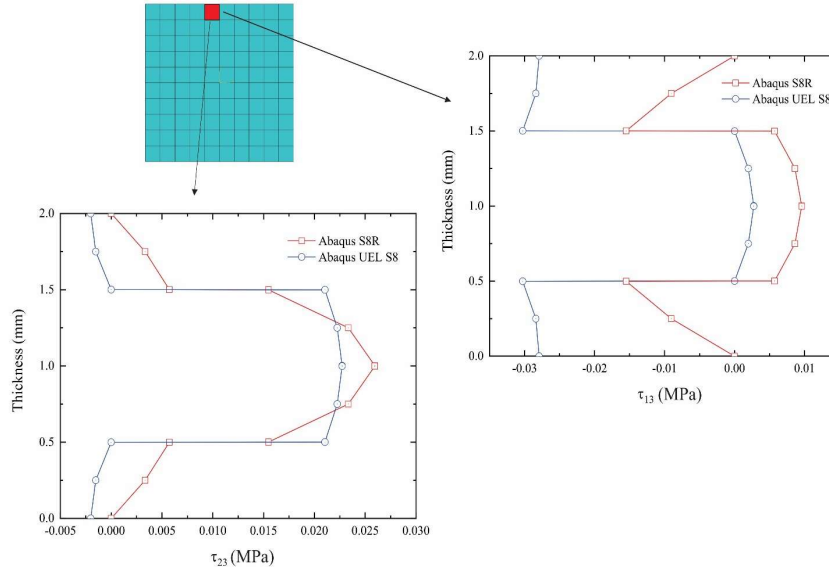 2.0
1.5
1.0
0.5
0.0
Thickness (mm)
Abaqus S8R
Abaqus UEL S8
-0.03
-0.02
-0.01
0.00
0.01
τ13 (MPa)
2.0
1.5
1.0
0.5
0.0
Thickness (mm)
Abaqus S8R
Abaqus UEL S8
-0.005
0.000
0.005
0.010
0.015
0.020
0.025
0.030
τ23 (MPa)